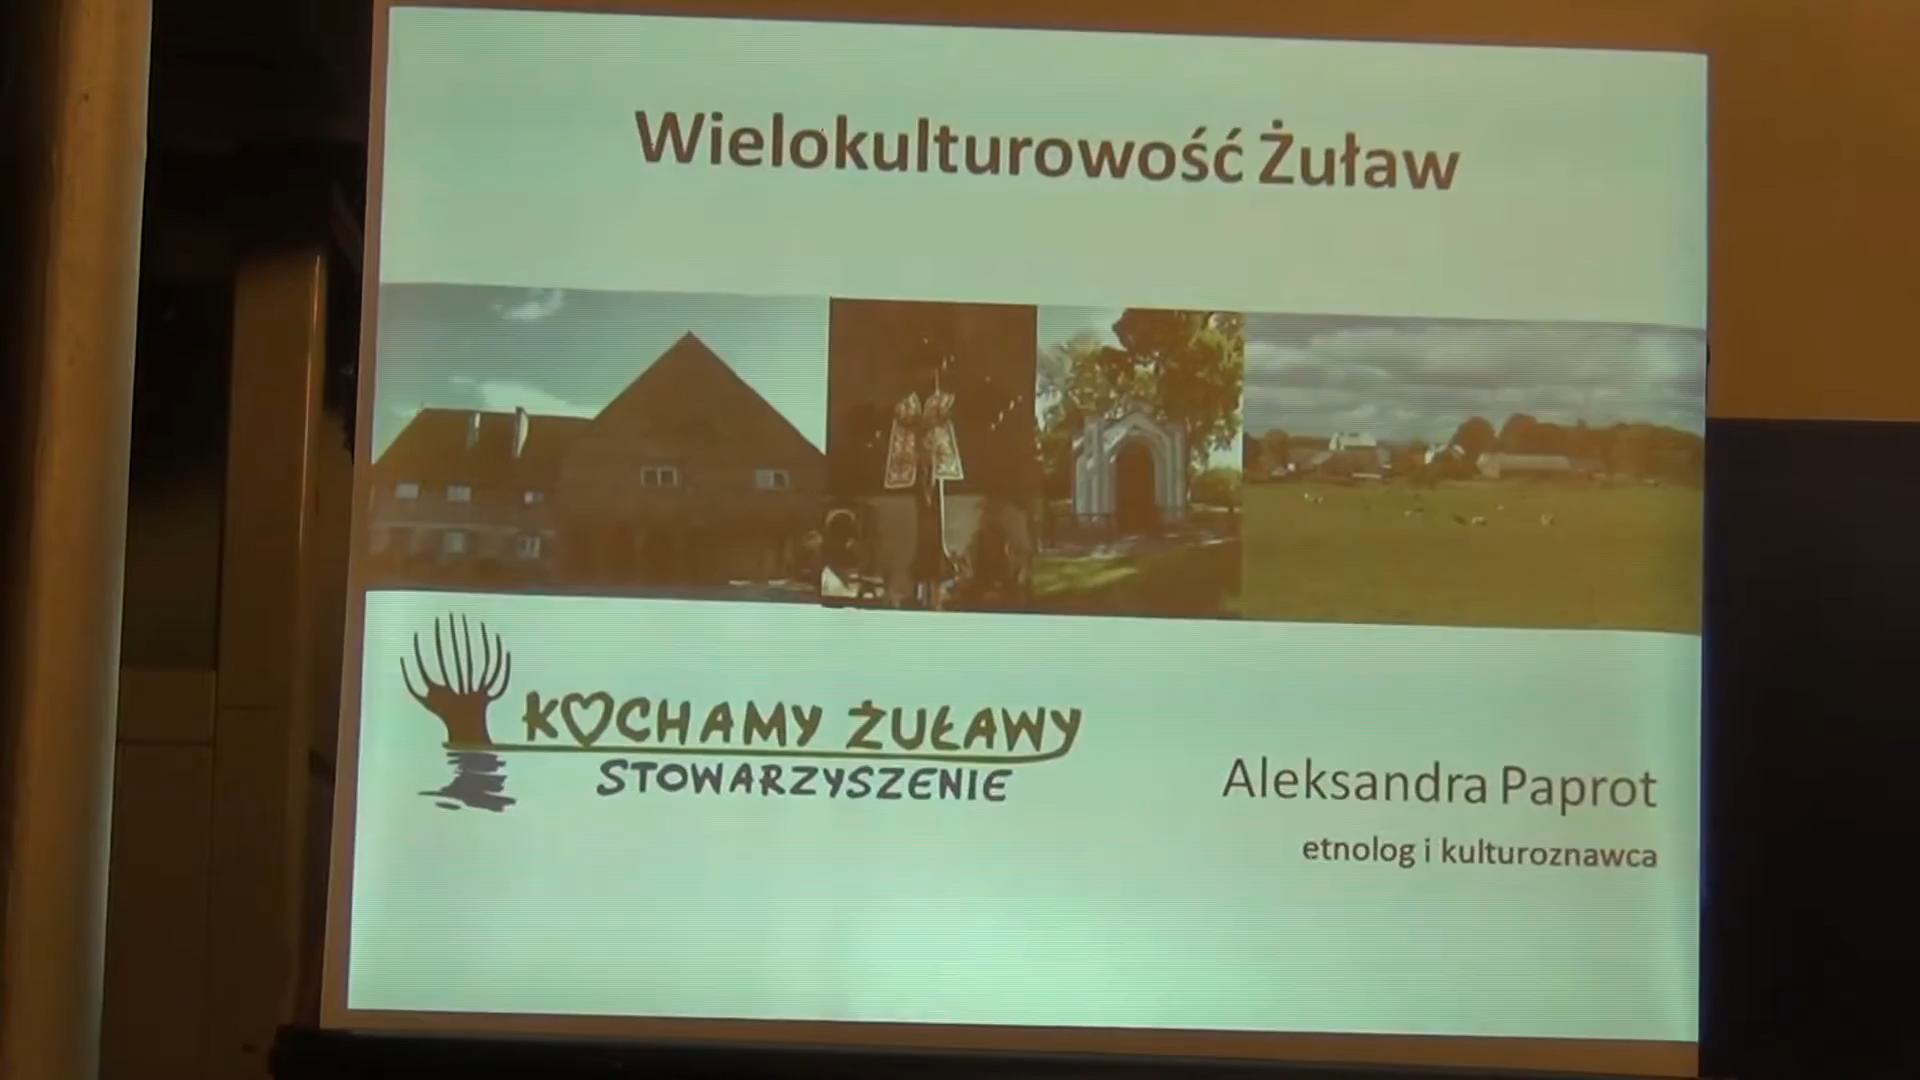 Wielokulturowość Żuław
KOCHAMY ŻUŁAWY
STOWARZYSZENIE
Aleksandra Paprot
etnolog i kulturoznawca